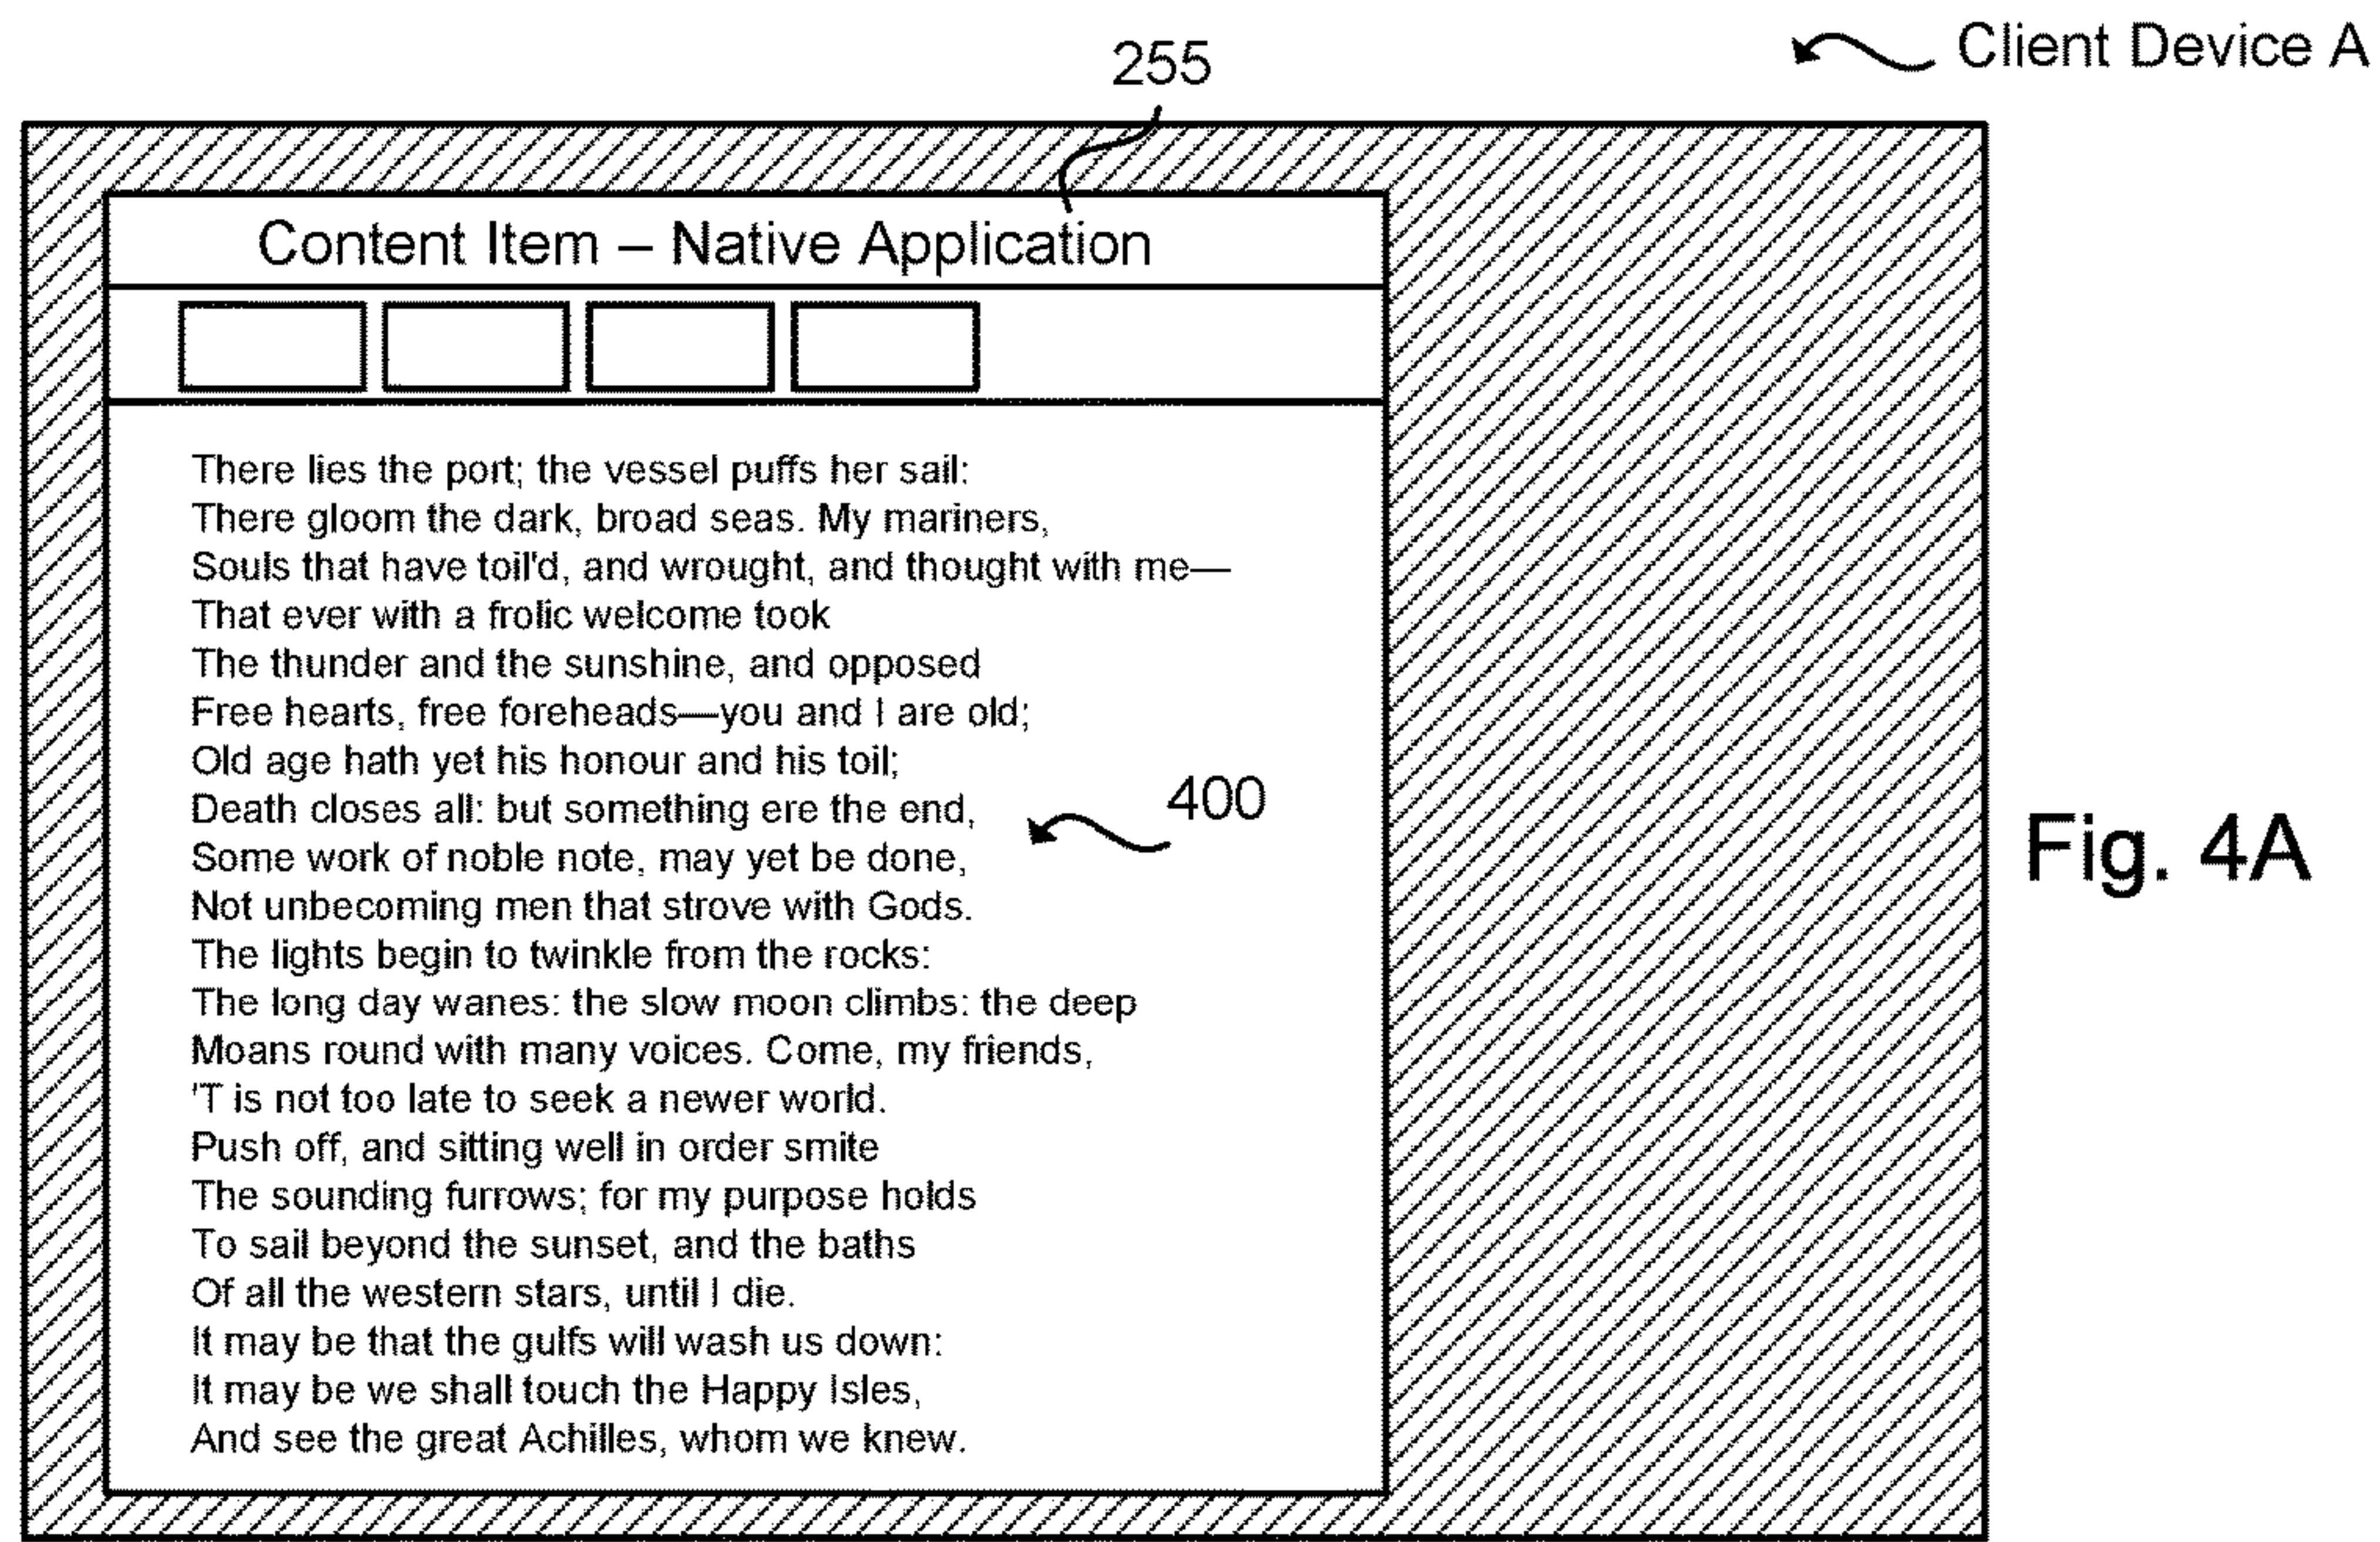 Client Device A
255
Content Item – Native Application
There lies the port; the vessel puffs her sail:
There gloom the dark, broad seas. My mariners,
Souls that have toil'd, and wrought, and thought with me—
That ever with a frolic welcome took
The thunder and the sunshine, and opposed
Free hearts, free foreheads—you and I are old;
Old age hath yet his honour and his toil;
Death closes all: but something ere the end,
400
Some work of noble note, may yet be done,
Not unbecoming men that strove with Gods.
The lights begin to twinkle from the rocks:
The long day wanes: the slow moon climbs: the deep
Moans round with many voices. Come, my friends,
'T is not too late to seek a newer world.
Push off, and sitting well in order smite
The sounding furrows; for my purpose holds
To sail beyond the sunset, and the baths
Of all the western stars, until I die.
It may be that the gulfs will wash us down:
It may be we shall touch the Happy Isles,
And see the great Achilles, whom we knew.
Fig. 4A